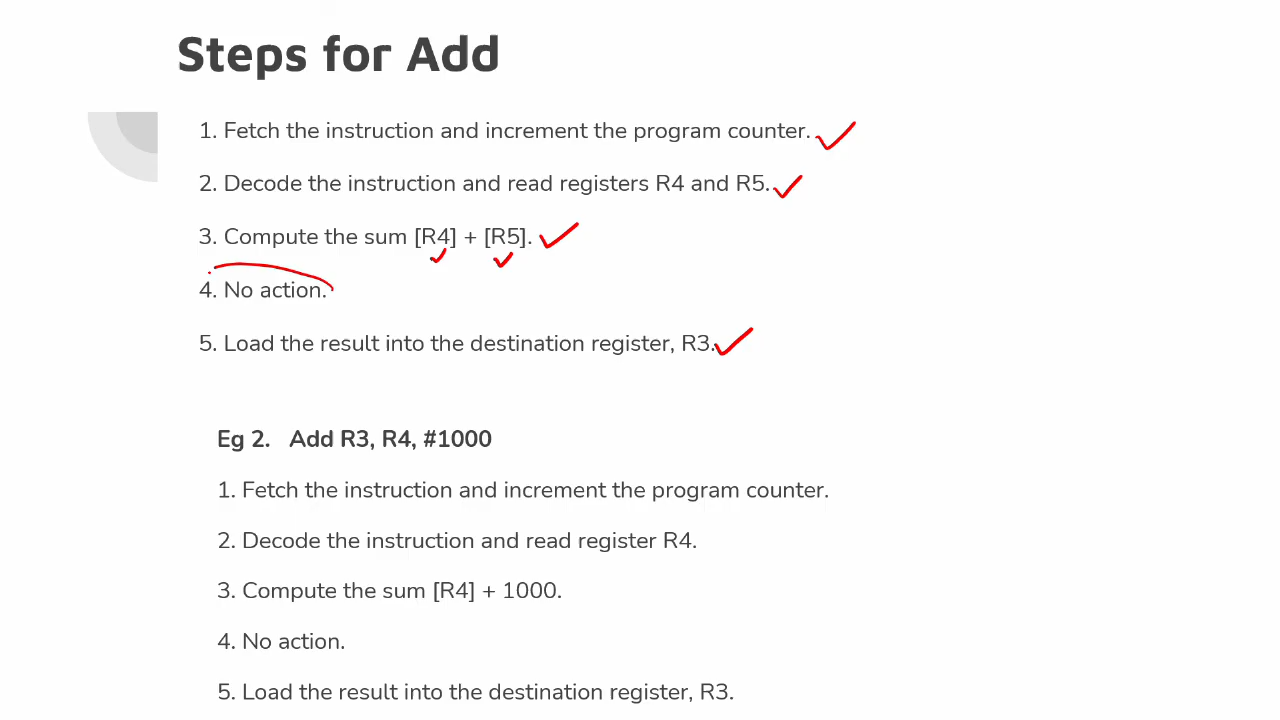 Steps for Add
1. Fetch the instruction and increment the program counter.
2. Decode the instruction and read registers R4 and R5.
3. Compute the sum [R4] + [R5].
4. No action.
5. Load the result into the destination register, R3.
Eg 2. Add R3, R4, #1000
1. Fetch the instruction and increment the program counter.
2. Decode the instruction and read register R4.
3. Compute the sum [R4] + 1000.
4. No action.
5. Load the result into the destination register, R3.